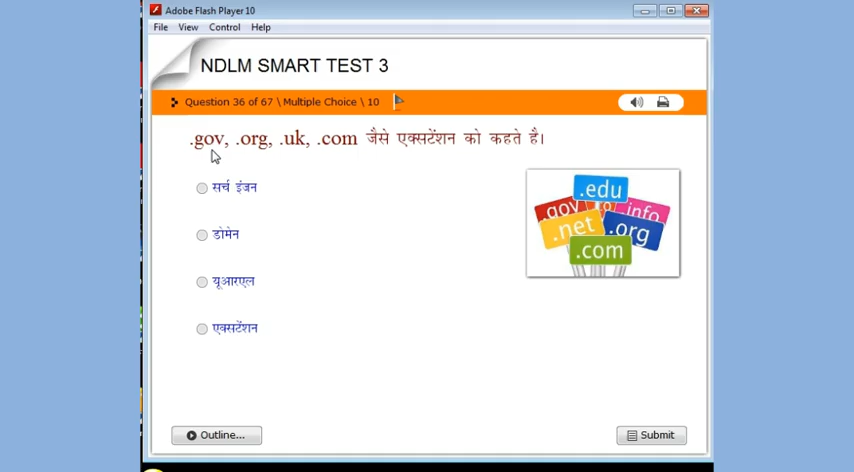 Adobe Flash Player 10
File View Control Help
NDLM SMART TEST 3
Question 36 of 67 \ Multiple Choice \ 10
.gov, .org, .uk, .com जैसे एक्सटेंशन को कहते है।
सर्च इंजन
डोमेन
यूआरएल
एक्सटेंशन
.edu
.gov
info
.net
.org
.com
Outline...
Submit